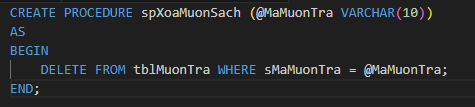 CREATE PROCEDURE spXoaMuonSach (@MaMuonTra VARCHAR(10))
AS
BEGIN
    DELETE FROM tblMuonTra WHERE sMaMuonTra = @MaMuonTra;
END;